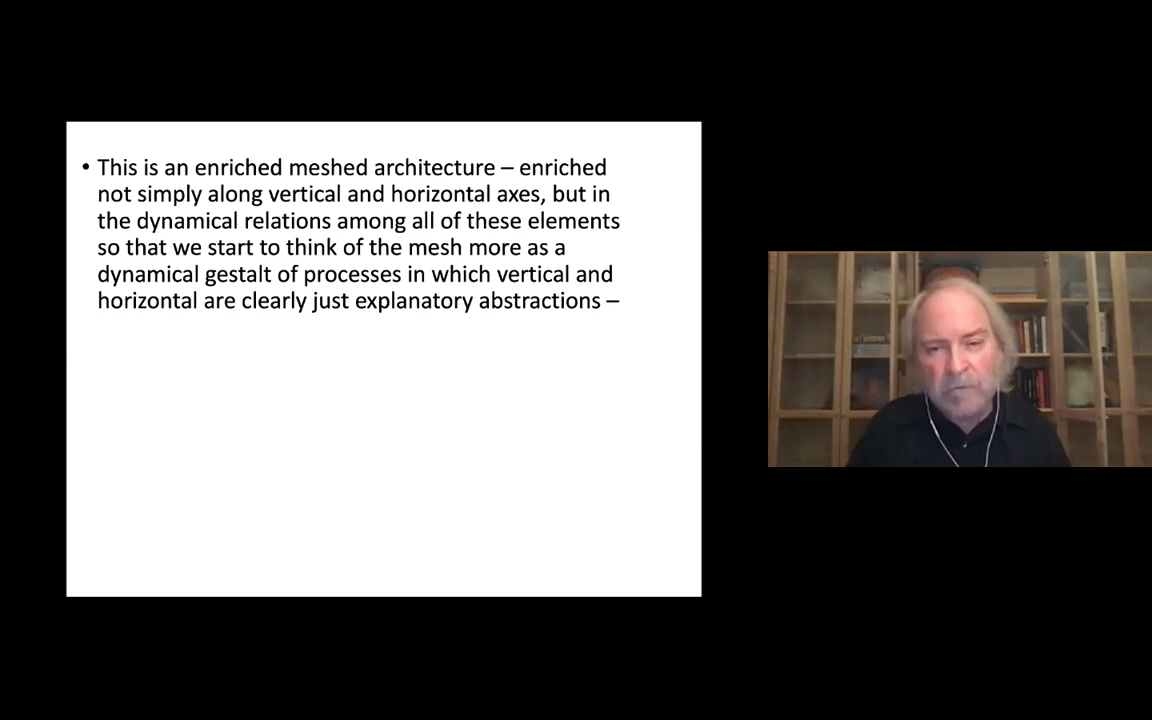 • This is an enriched meshed architecture – enriched
not simply along vertical and horizontal axes, but in
the dynamical relations among all of these elements
so that we start to think of the mesh more as a
dynamical gestalt of processes in which vertical and
horizontal are clearly just explanatory abstractions –